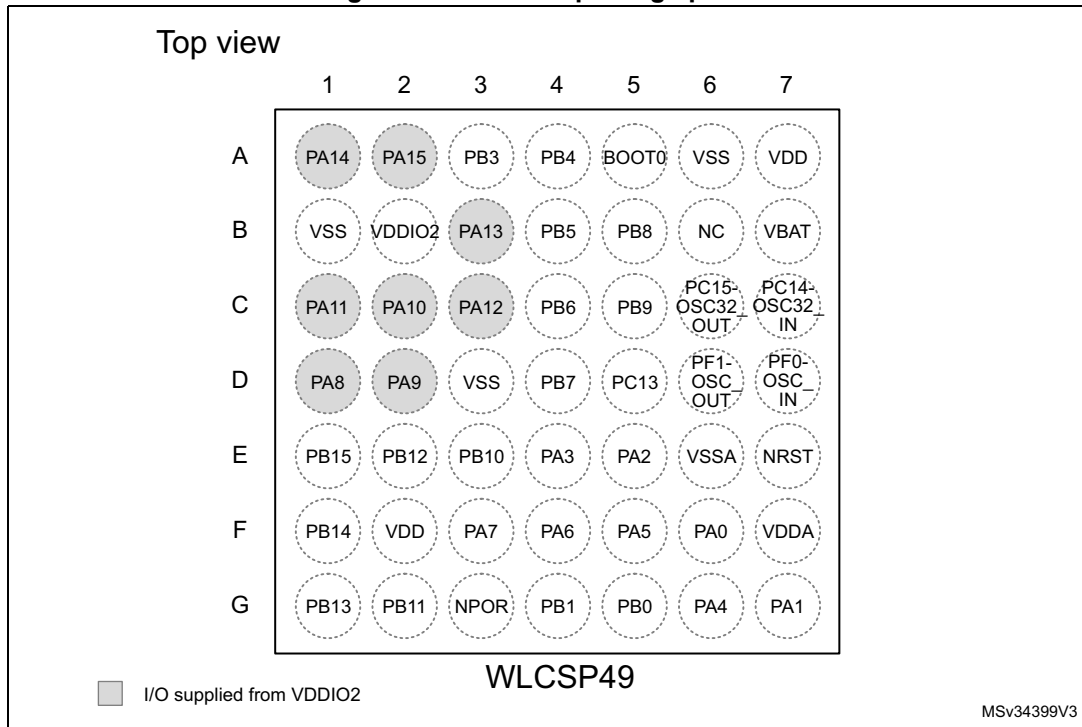 Top view
1 2 3 4 5 6 7
A PA14 PA15 PB3 PB4 BOOT0 VSS VDD
B VSS VDDIO2 PA13 PB5 PB8 NC VBAT
C PA11 PA10 PA12 PB6 PB9 PC15-OSC32_OUT PC14-OSC32_IN
D PA8 PA9 VSS PB7 PC13 PF1-OSC_OUT PF0-OSC_IN
E PB15 PB12 PB10 PA3 PA2 VSSA NRST
F PB14 VDD PA7 PA6 PA5 PA0 VDDA
G PB13 PB11 NPOR PB1 PB0 PA4 PA1
WLCSP49
I/O supplied from VDDIO2
MSv34399V3